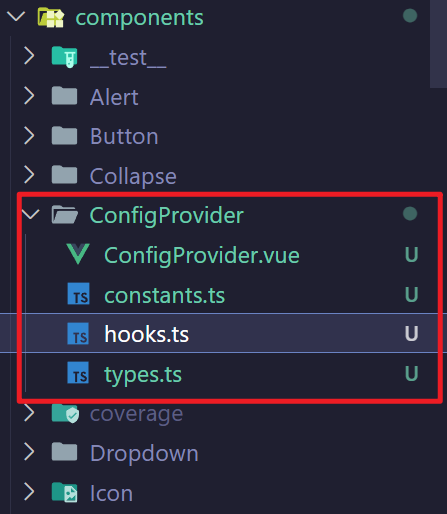 components
__test__
Alert
Button
Collapse
ConfigProvider
ConfigProvider.vue U
TS constants.ts U
TS hooks.ts U
TS types.ts U
coverage
Dropdown
Icon